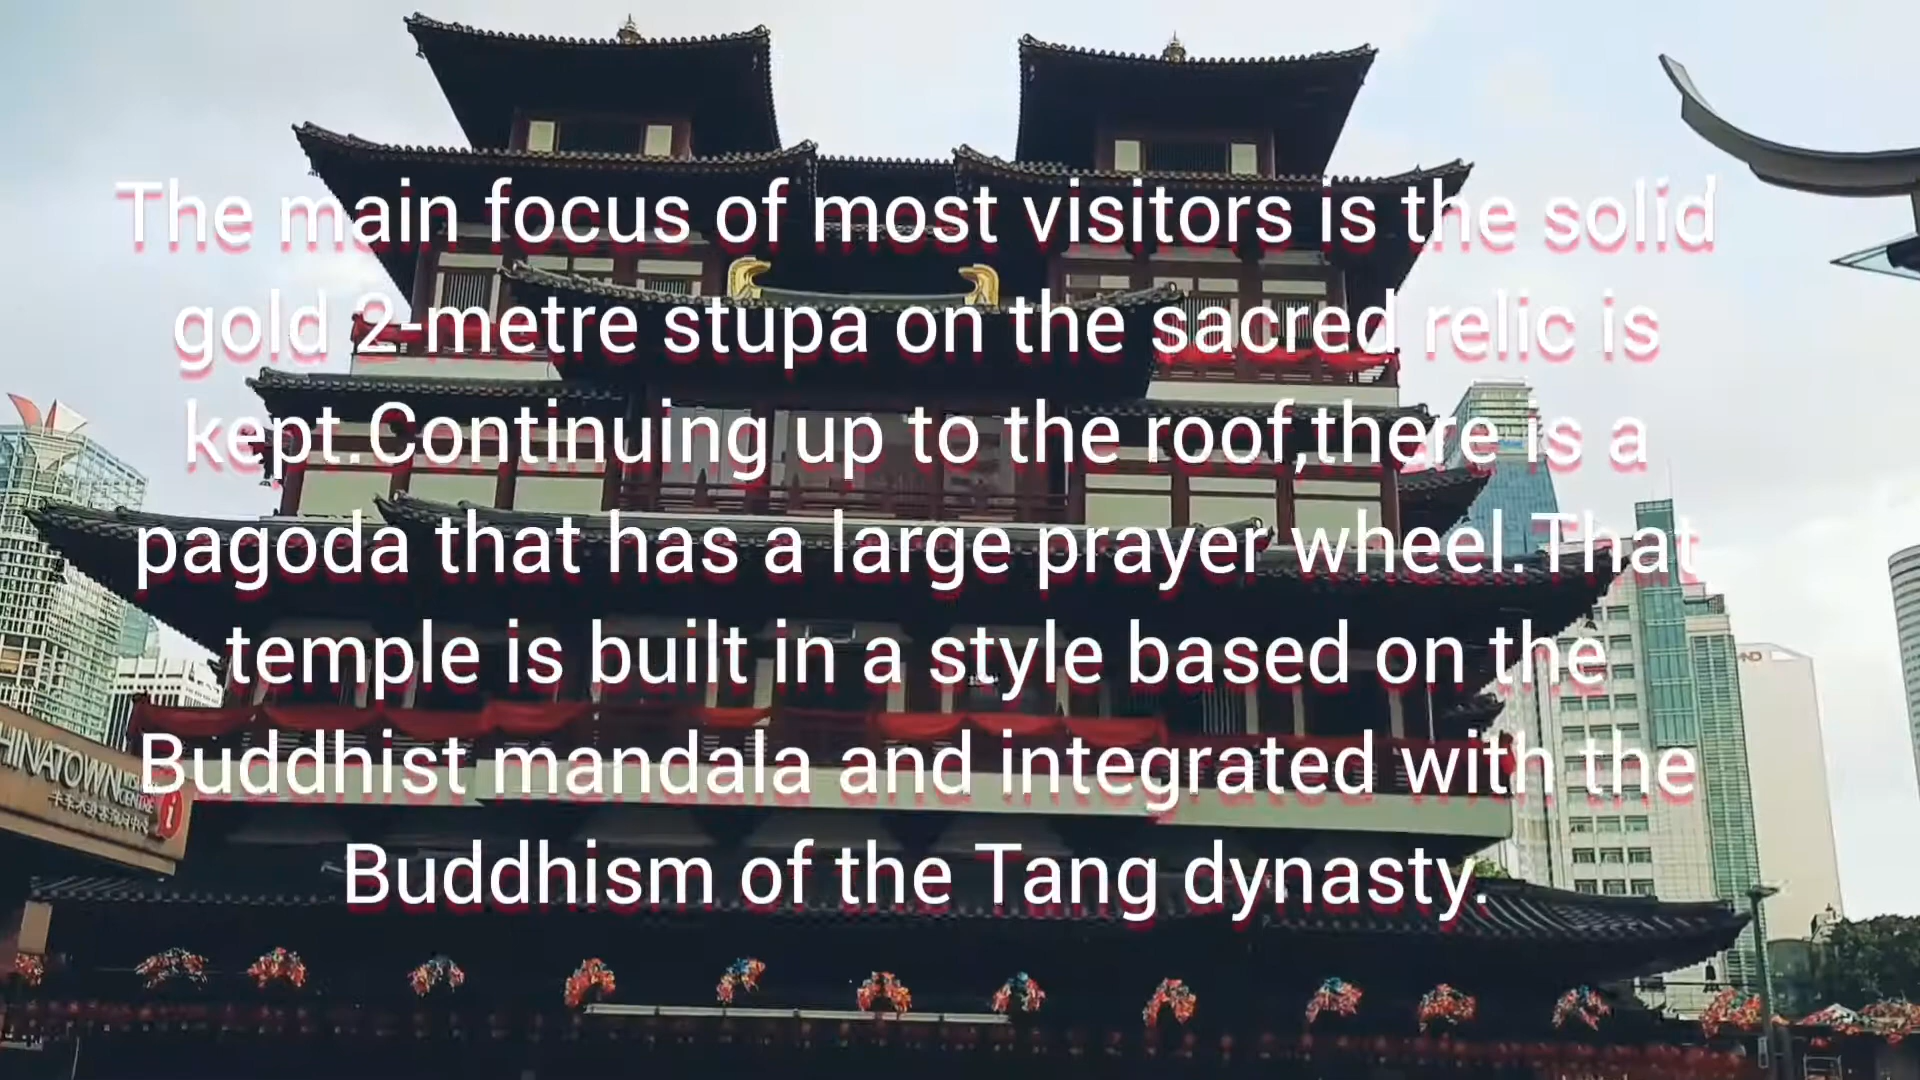 The main focus of most visitors is the solid
gold 2-metre stupa on the sacred relic is
kept.Continuing up to the roof,there is a
pagoda that has a large prayer wheel.That
temple is built in a style based on the
Buddhist mandala and integrated with the
Buddhism of the Tang dynasty.
HINATOWN
CENTRE
i